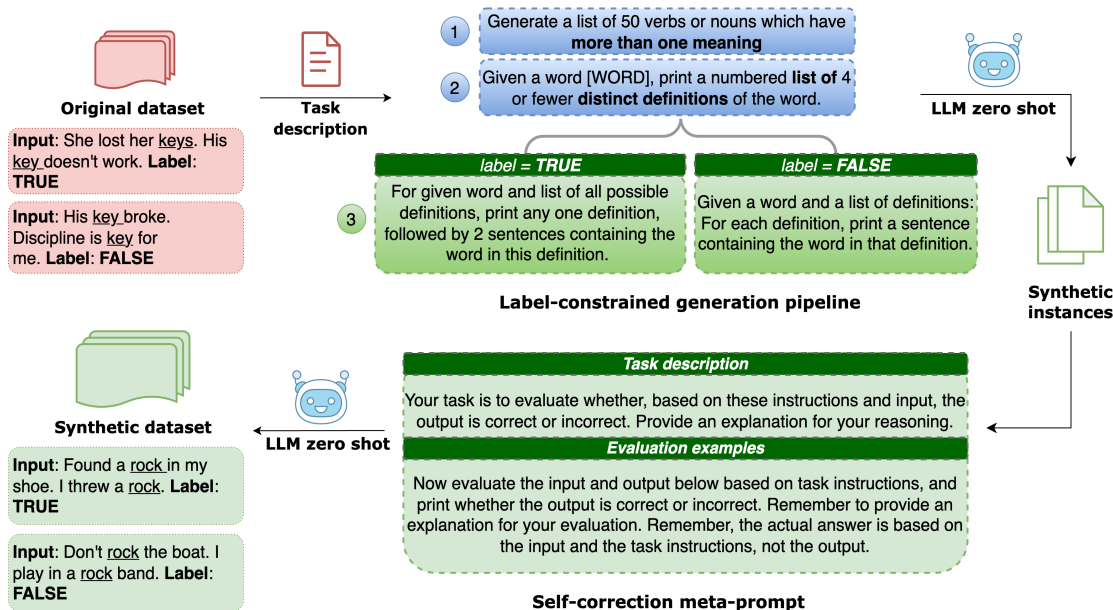 Original dataset
Input: She lost her keys. His
key doesn't work. Label:
TRUE
Input: His key broke.
Discipline is key for
me. Label: FALSE
Task
description
1
Generate a list of 50 verbs or nouns which have
more than one meaning
2
Given a word [WORD], print a numbered list of 4
or fewer distinct definitions of the word.
LLM zero shot
3
label = TRUE
For given word and list of all possible
definitions, print any one definition,
followed by 2 sentences containing the
word in this definition.
label = FALSE
Given a word and a list of definitions:
For each definition, print a sentence
containing the word in that definition.
Label-constrained generation pipeline
Synthetic
instances
Task description
Your task is to evaluate whether, based on these instructions and input, the
output is correct or incorrect. Provide an explanation for your reasoning.
Evaluation examples
Now evaluate the input and output below based on task instructions, and
print whether the output is correct or incorrect. Remember to provide an
explanation for your evaluation. Remember, the actual answer is based on
the input and the task instructions, not the output.
Self-correction meta-prompt
LLM zero shot
Synthetic dataset
Input: Found a rock in my
shoe. I threw a rock. Label:
TRUE
Input: Don't rock the boat. I
play in a rock band. Label:
FALSE